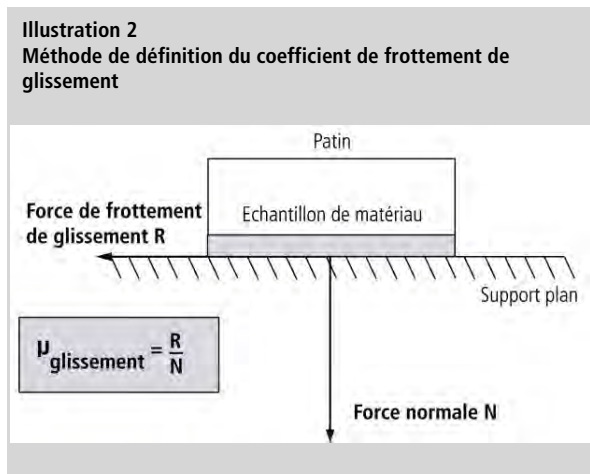 Illustration 2
Méthode de définition du coefficient de frottement de
glissement
Patin
Force de frottement
de glissement R
Echantillon de matériau
Support plan
μ glissement = R/N
Force normale N